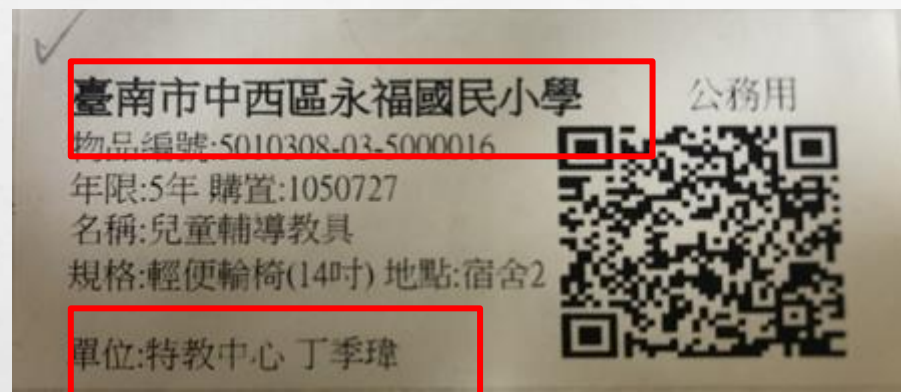 臺南市中西區永福國民小學
公務用
物品編號:5010308-03-5000016
年限:5年 購置:1050727
名稱:兒童輔導教具
規格:輕便輪椅(14吋) 地點:宿舍2
單位:特教中心 丁季瑋